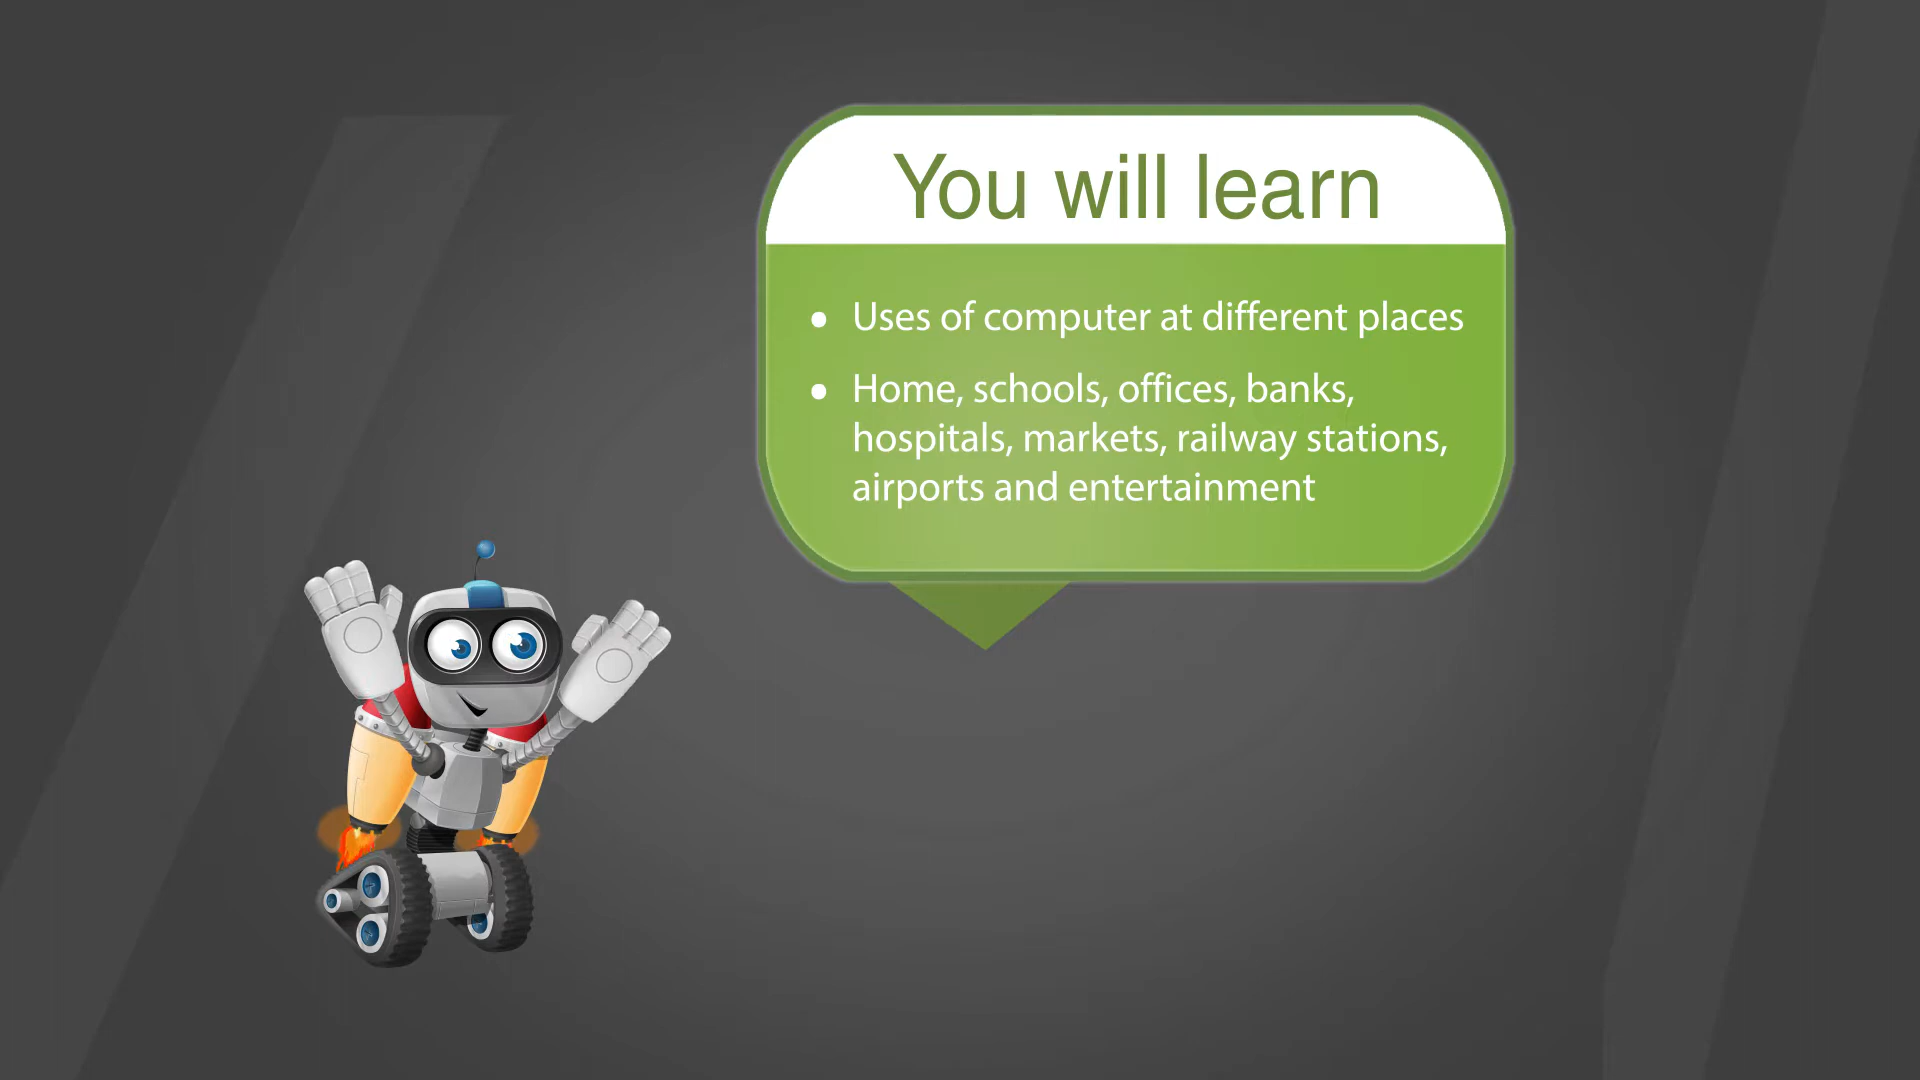 You will learn
• Uses of computer at different places
• Home, schools, offices, banks,
hospitals, markets, railway stations,
airports and entertainment